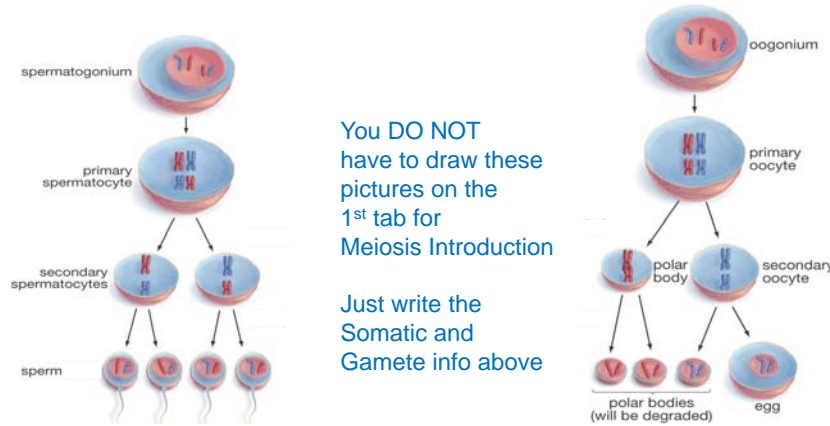 spermatogonium
primary
spermatocyte
secondary
spermatocytes
sperm
You DO NOT
have to draw these
pictures on the
1st tab for
Meiosis Introduction
Just write the
Somatic and
Gamete info above
oogonium
primary
oocyte
polar
body
secondary
oocyte
polar bodies
(will be degraded)
egg